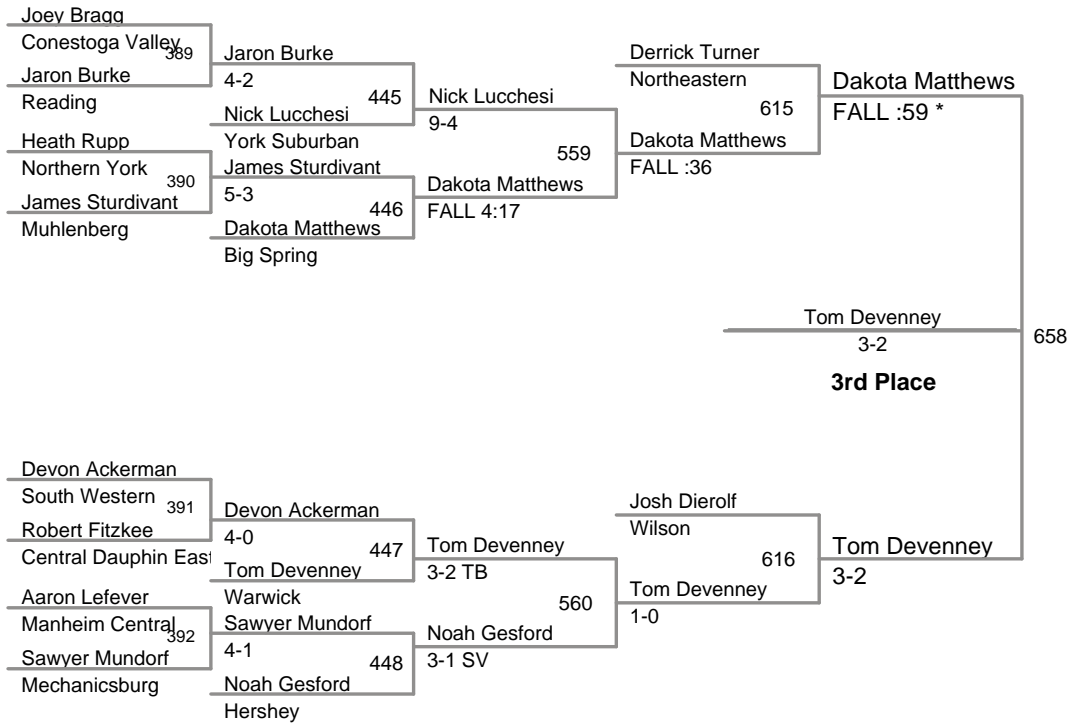 Joey Bragg
Conestoga Valley
389
Jaron Burke
Reading
Jaron Burke
4-2
445
Nick Lucchesi
York Suburban
Heath Rupp
Northern York
390
James Sturdivant
Muhlenberg
James Sturdivant
5-3
446
Dakota Matthews
Big Spring
Nick Lucchesi
9-4
559
Dakota Matthews
FALL 4:17
Derrick Turner
Northeastern
615
Dakota Matthews
FALL :36
Dakota Matthews
FALL :59 *
Tom Devenney
658
3-2
3rd Place
Devon Ackerman
South Western
391
Robert Fitzkee
Central Dauphin East
Devon Ackerman
4-0
447
Tom Devenney
Warwick
Aaron Lefever
Manheim Central
392
Sawyer Mundorf
Mechanicsburg
Sawyer Mundorf
4-1
448
Noah Gesford
Hershey
Tom Devenney
3-2 TB
560
Noah Gesford
3-1 SV
Josh Dierolf
Wilson
616
Tom Devenney
1-0
Tom Devenney
3-2